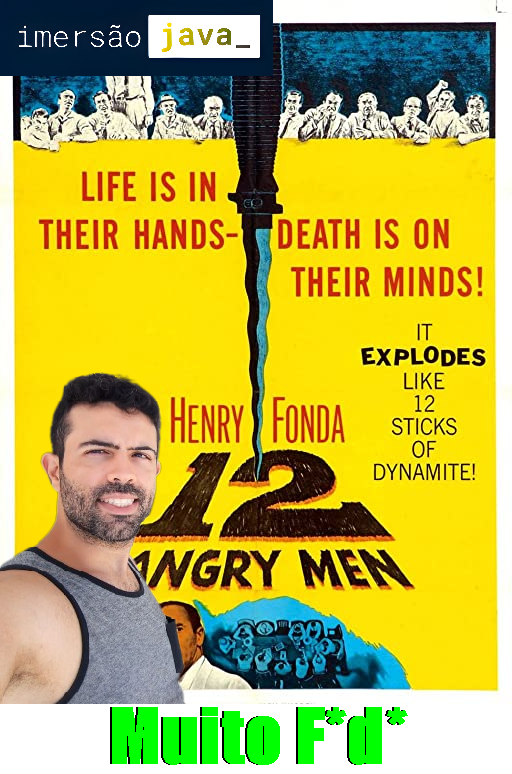 imersão java_
LIFE IS IN
THEIR HANDS-
DEATH IS ON
THEIR MINDS!
IT
EXPLODES
LIKE
12
STICKS
OF
DYNAMITE!
HENRY FONDA
12
ANGRY MEN
Muito F*d*